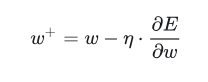 w⁺ = w − η · ∂E/∂w